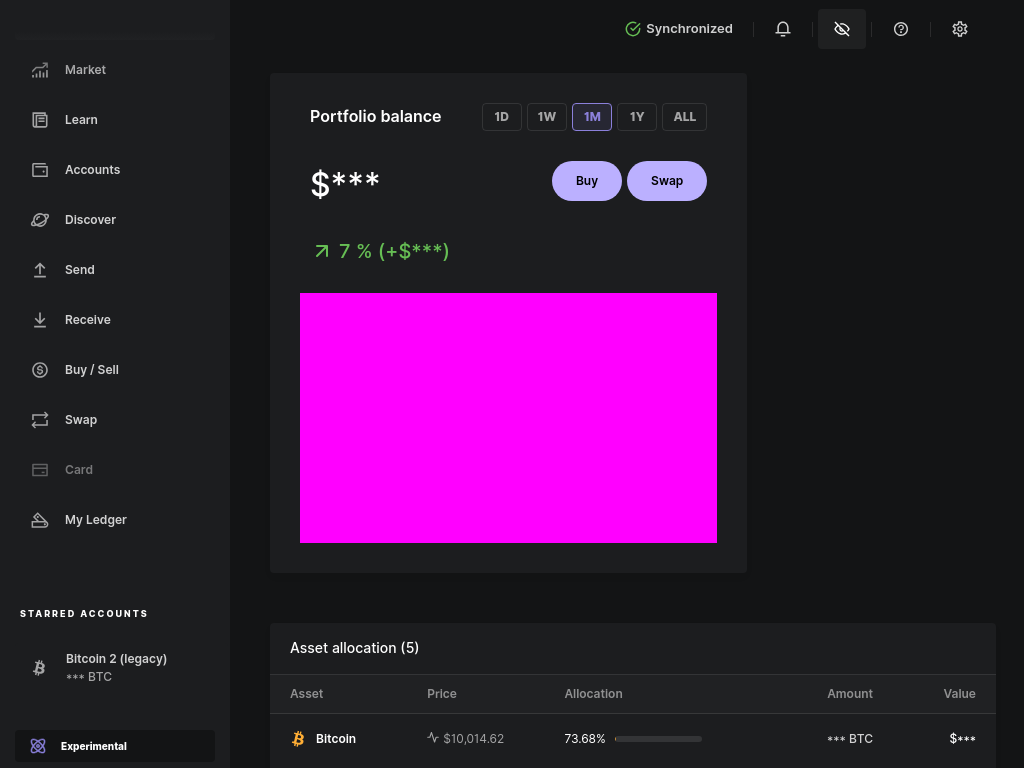 Synchronized
Market
Learn
Accounts
Discover
Send
Receive
Buy / Sell
Swap
Card
My Ledger
STARRED ACCOUNTS
Bitcoin 2 (legacy)
*** BTC
Experimental
Portfolio balance
1D 1W 1M 1Y ALL
$***
Buy Swap
7 % (+$***)
Asset allocation (5)
Asset Price Allocation Amount Value
Bitcoin $10,014.62 73.68% *** BTC $***